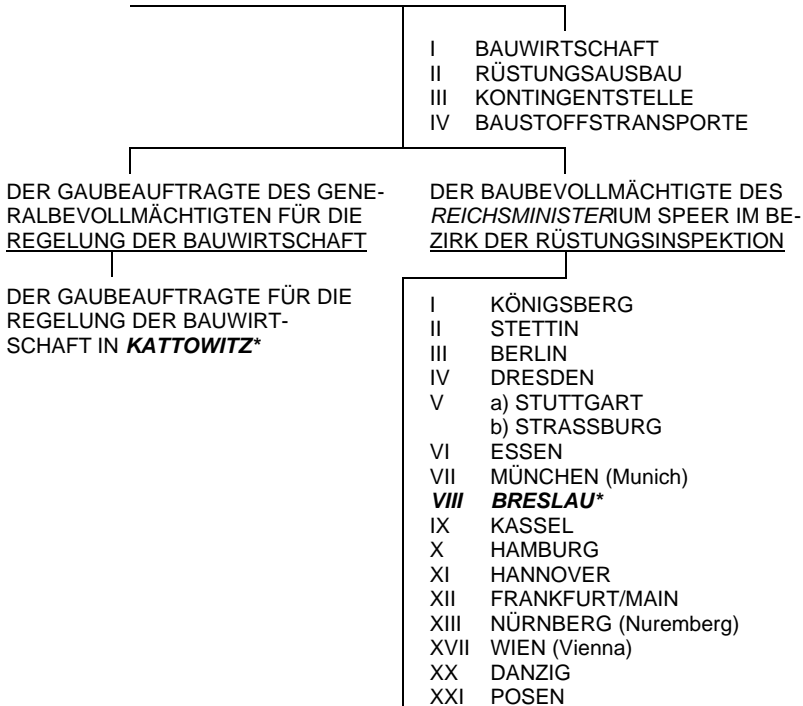 I BAUWIRTSCHAFT
II RÜSTUNGSAUSBAU
III KONTINGENTSTELLE
IV BAUSTOFFSTRANSPORTE
DER GAUBEAUFTRAGTE DES GENE-
RALBEVOLLMÄCHTIGTEN FÜR DIE
REGELUNG DER BAUWIRTSCHAFT
DER GAUBEAUFTRAGTE FÜR DIE
REGELUNG DER BAUWIRT-
SCHAFT IN KATTOWITZ*
DER BAUBEVOLLMÄCHTIGTE DES
REICHSMINISTERIUM SPEER IM BE-
ZIRK DER RÜSTUNGSINSPEKTION
I KÖNIGSBERG
II STETTIN
III BERLIN
IV DRESDEN
V a) STUTTGART
b) STRASSBURG
VI ESSEN
VII MÜNCHEN (Munich)
VIII BRESLAU*
IX KASSEL
X HAMBURG
XI HANNOVER
XII FRANKFURT/MAIN
XIII NÜRNBERG (Nuremberg)
XVII WIEN (Vienna)
XX DANZIG
XXI POSEN